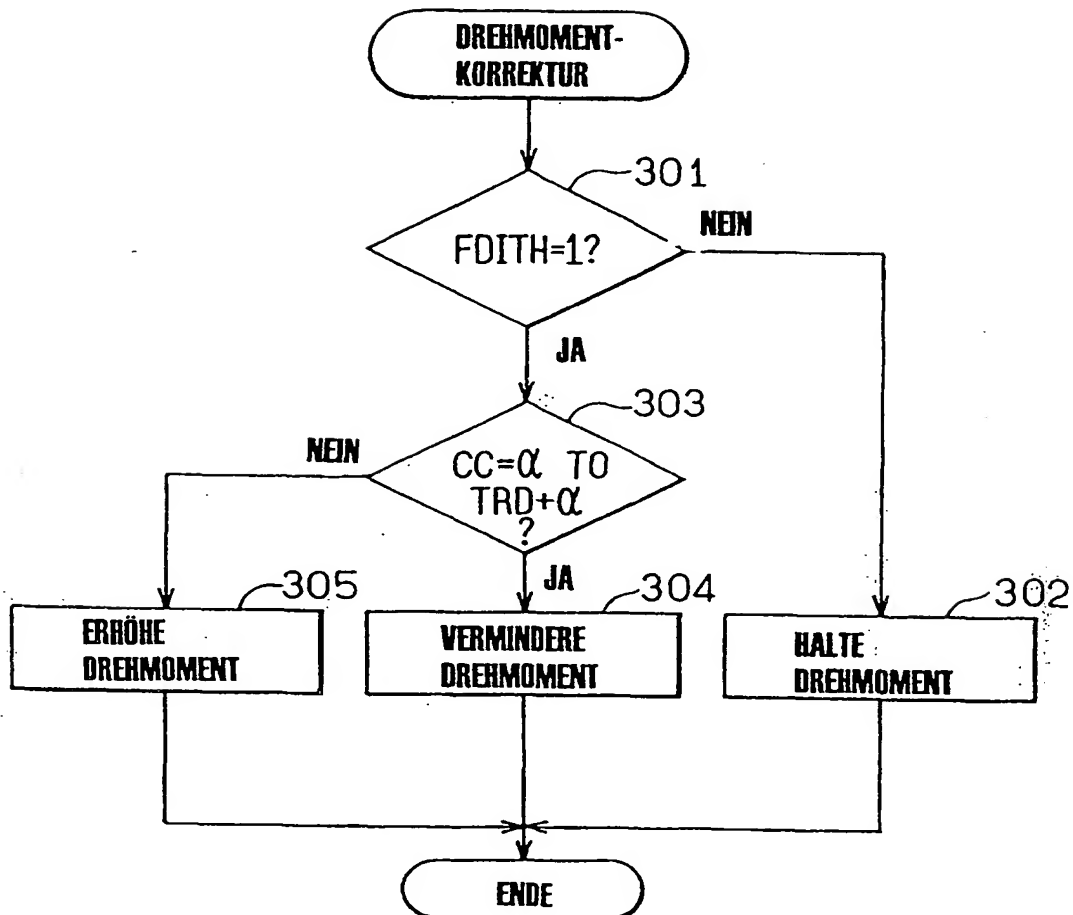 DREHMOMENT-
KORREKTUR
301
FDITH=1?
NEIN
JA
303
NEIN
CC=α TO
TRD+α
?
JA
305
304
302
ERHÖHE
DREHMOMENT
VERMINDERE
DREHMOMENT
HALTE
DREHMOMENT
ENDE